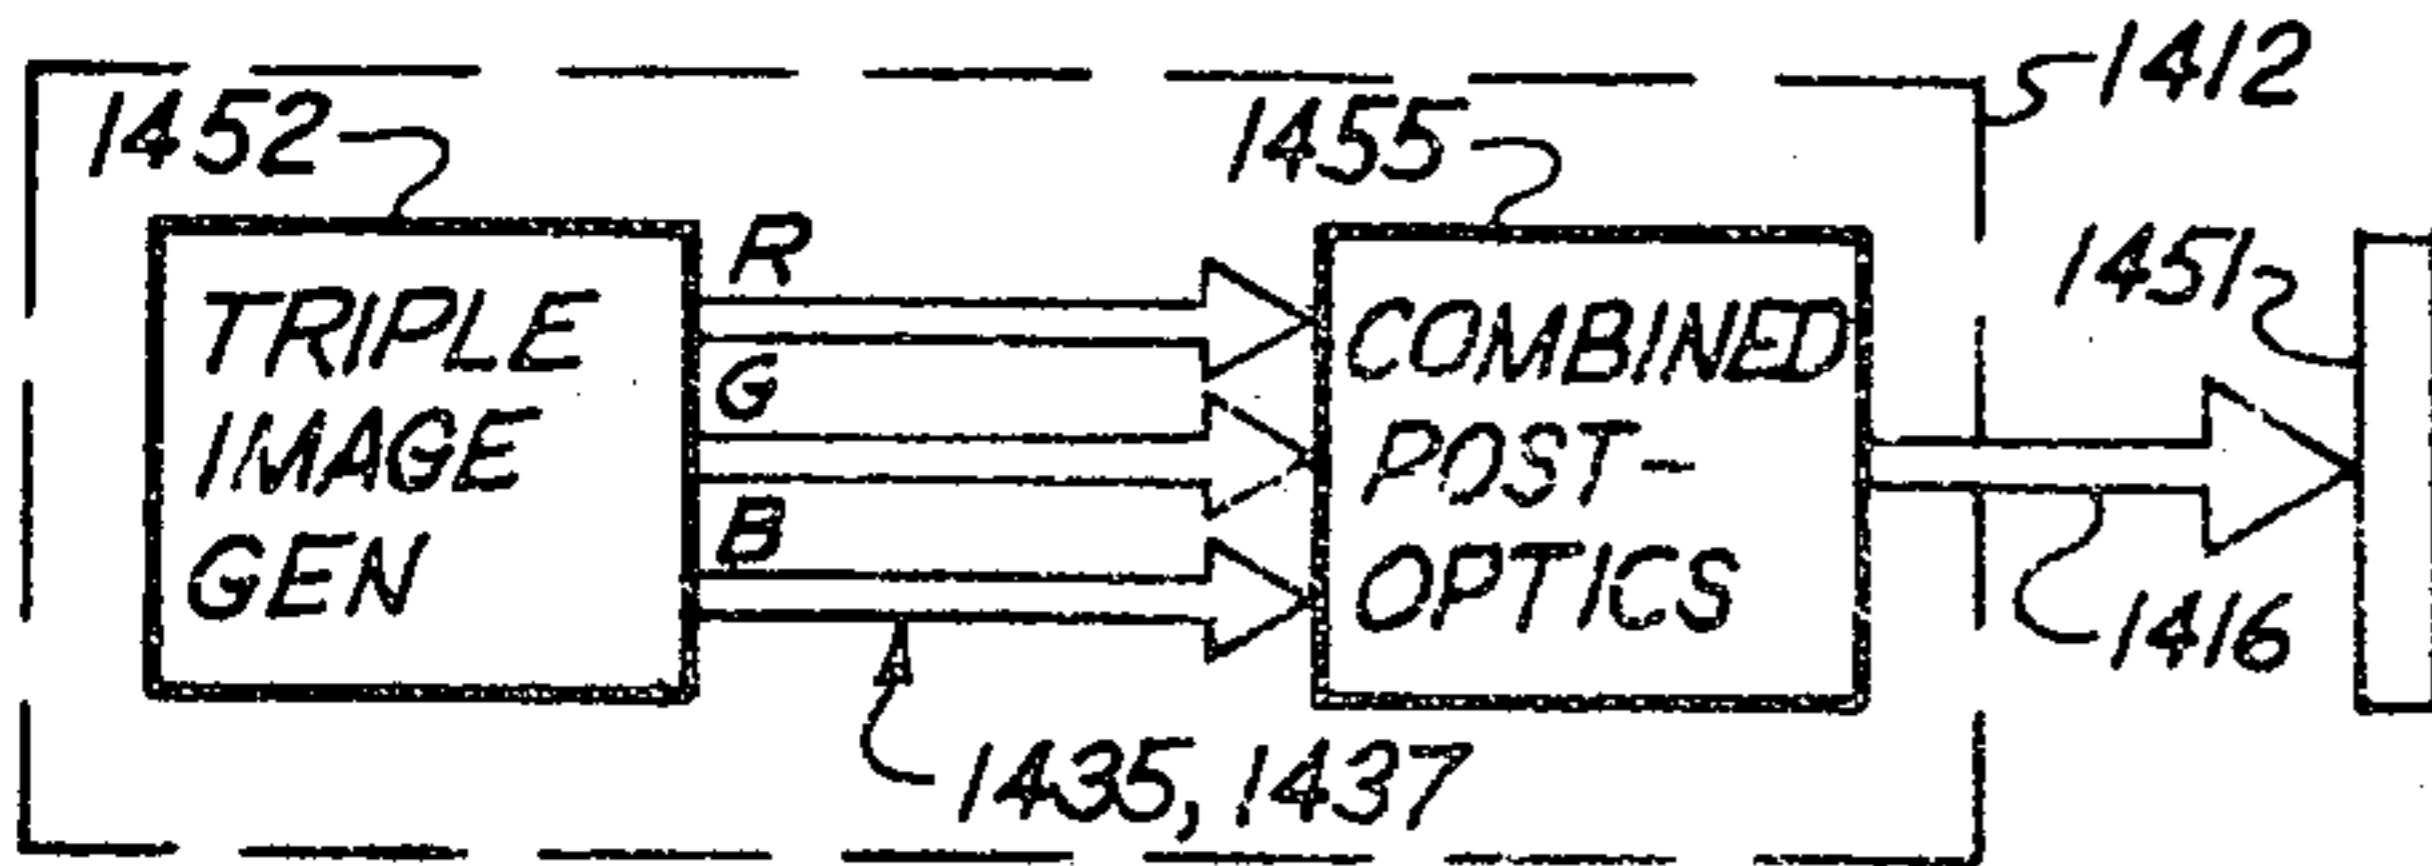 1412
1452
1455
R
1451
TRIPLE
IMAGE
GEN
G
B
COMBINED
POST-
OPTICS
1416
1435, 1437